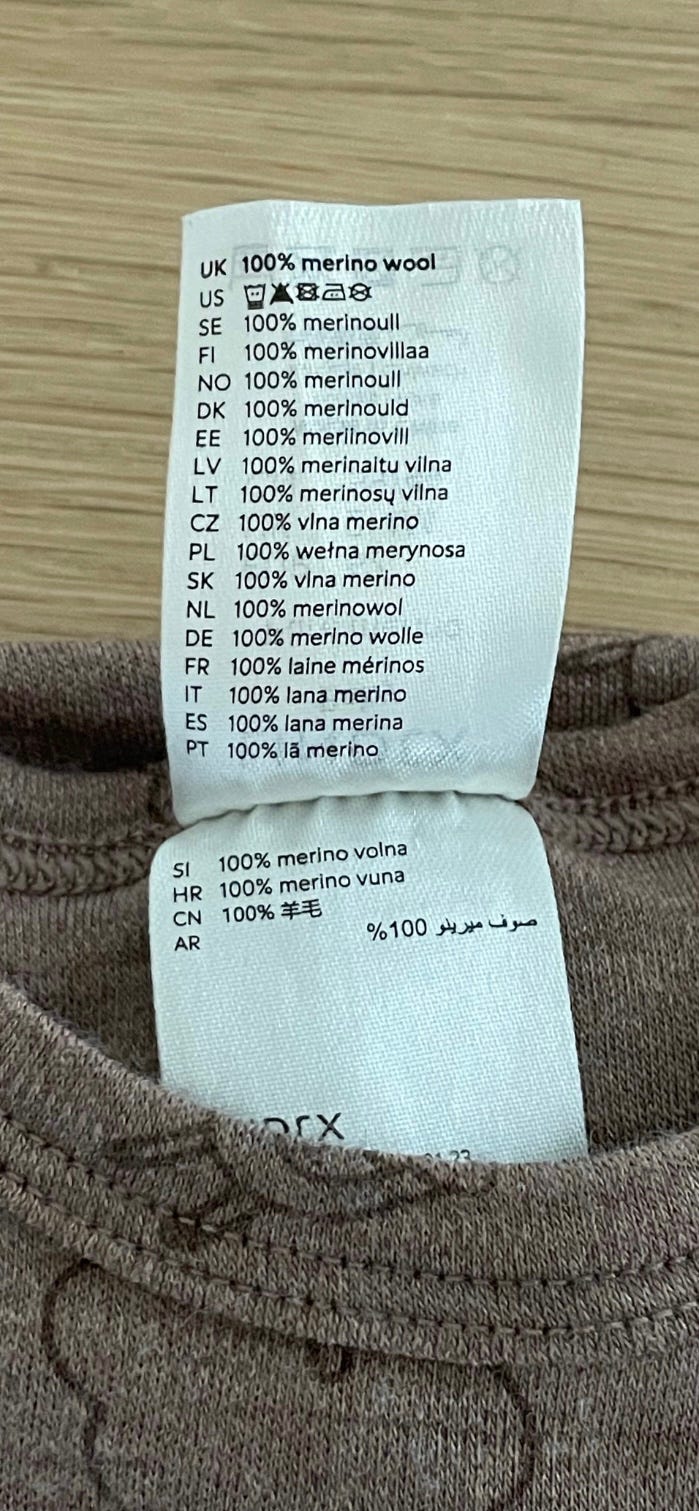 UK 100% merino wool
US
SE 100% merinoull
FI 100% merinovillaa
NO 100% merinoull
DK 100% merinould
EE 100% meriinovill
LV 100% merinaitu vilna
LT 100% merinosų vilna
CZ 100% vlna merino
PL 100% wełna merynosa
SK 100% vlna merino
NL 100% merinowol
DE 100% merino wolle
FR 100% laine mérinos
IT 100% lana merino
ES 100% lana merina
PT 100% lã merino
SI 100% merino volna
HR 100% merino vuna
CN 100% 羊毛
AR صوف ميرينو 100%